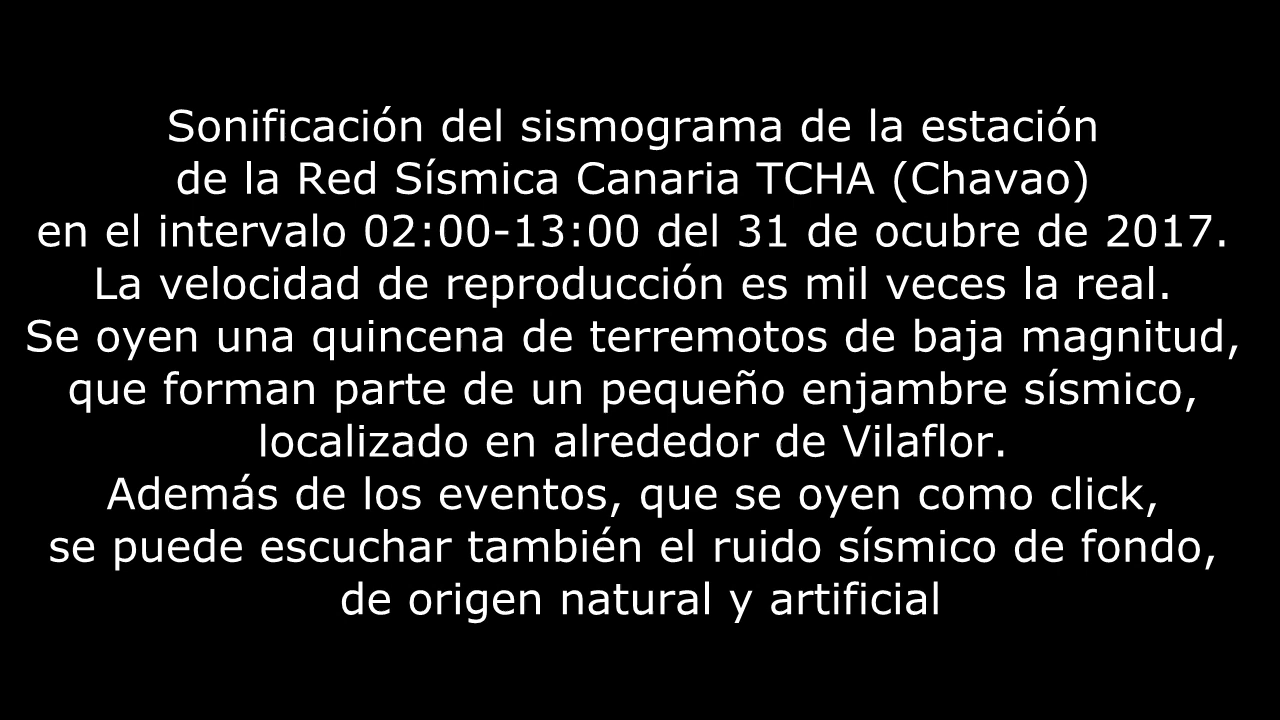 Sonificación del sismograma de la estación
de la Red Sísmica Canaria TCHA (Chavao)
en el intervalo 02:00-13:00 del 31 de ocubre de 2017.
La velocidad de reproducción es mil veces la real.
Se oyen una quincena de terremotos de baja magnitud,
que forman parte de un pequeño enjambre sísmico,
localizado en alrededor de Vilaflor.
Además de los eventos, que se oyen como click,
se puede escuchar también el ruido sísmico de fondo,
de origen natural y artificial